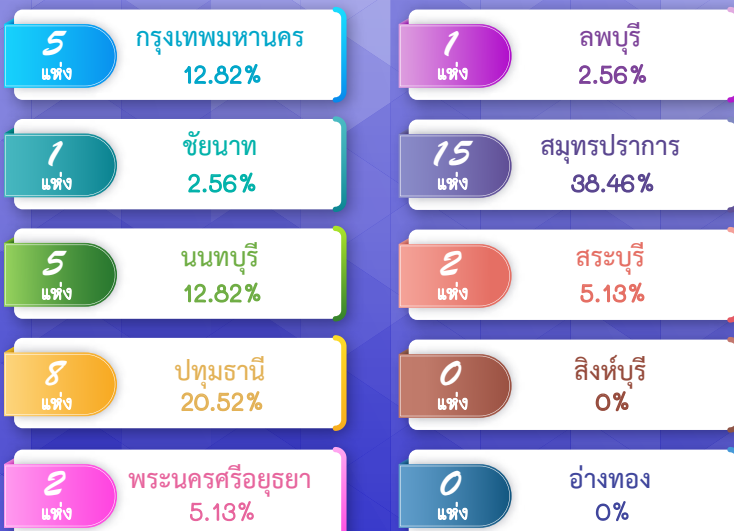 5
แห่ง
กรุงเทพมหานคร
12.82%
1
แห่ง
ชัยนาท
2.56%
5
แห่ง
นนทบุรี
12.82%
8
แห่ง
ปทุมธานี
20.52%
2
แห่ง
พระนครศรีอยุธยา
5.13%
1
แห่ง
ลพบุรี
2.56%
15
แห่ง
สมุทรปราการ
38.46%
2
แห่ง
สระบุรี
5.13%
0
แห่ง
สิงห์บุรี
0%
0
แห่ง
อ่างทอง
0%